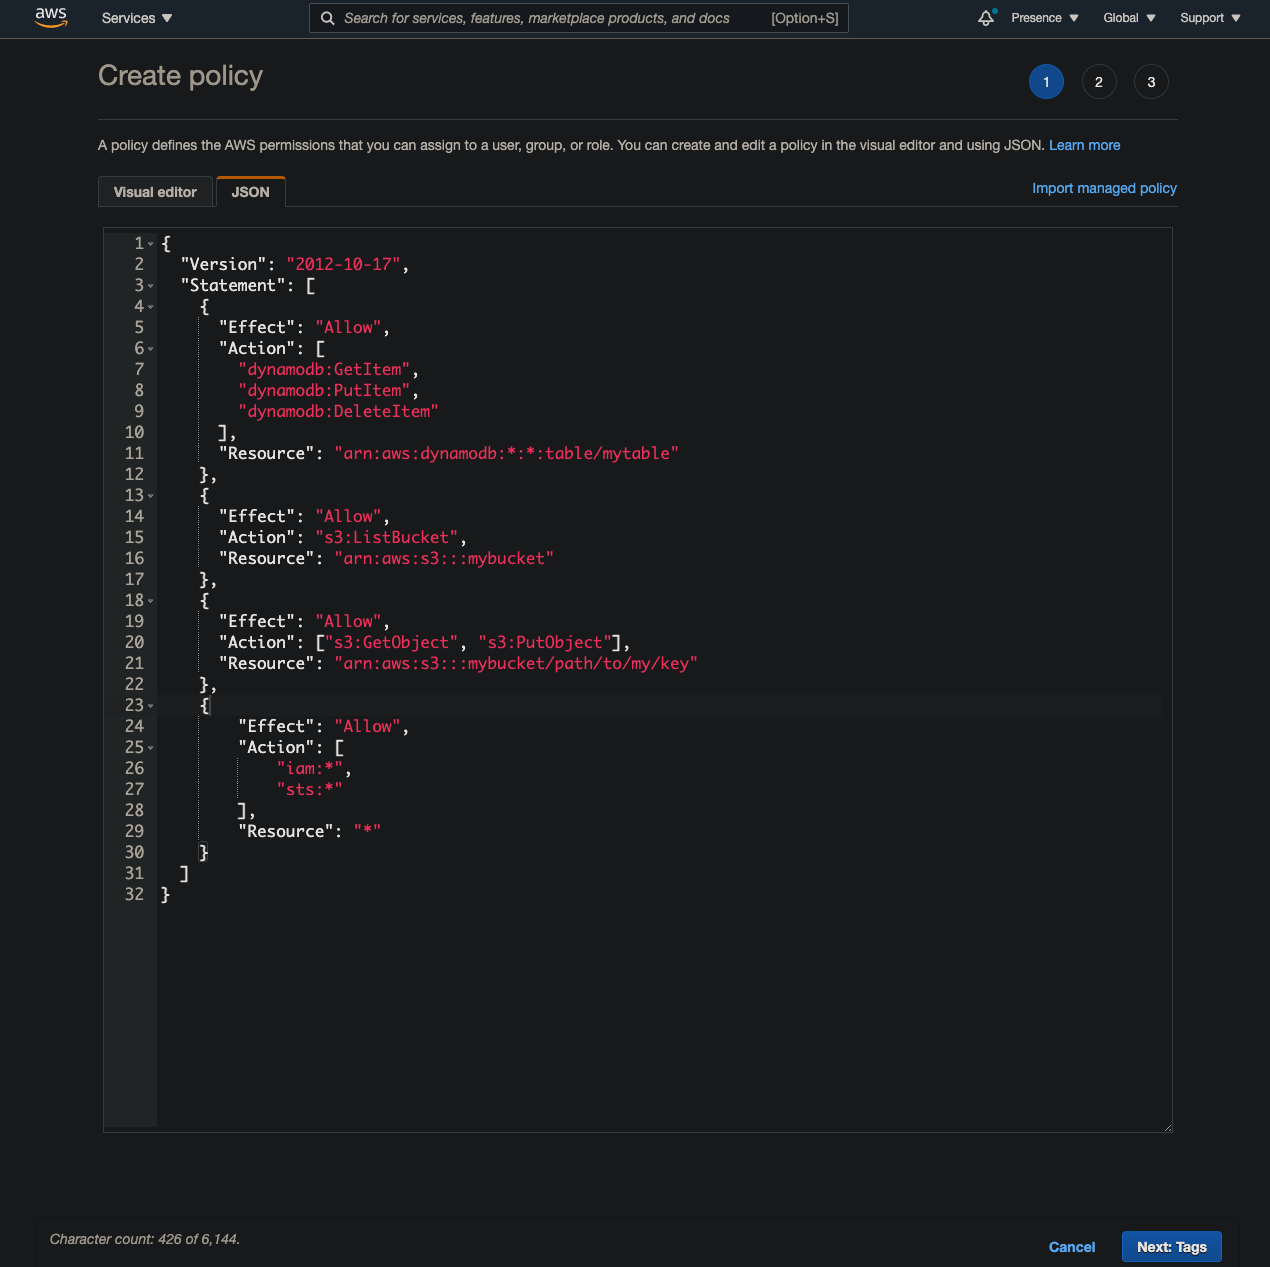 aws Services Search for services, features, marketplace products, and docs [Option+S] Presence Global Support
Create policy
1 2 3
A policy defines the AWS permissions that you can assign to a user, group, or role. You can create and edit a policy in the visual editor and using JSON. Learn more
Visual editor JSON Import managed policy
1 {
2 "Version": "2012-10-17",
3 "Statement": [
4 {
5 "Effect": "Allow",
6 "Action": [
7 "dynamodb:GetItem",
8 "dynamodb:PutItem",
9 "dynamodb:DeleteItem"
10 ],
11 "Resource": "arn:aws:dynamodb:*:*:table/mytable"
12 },
13 {
14 "Effect": "Allow",
15 "Action": "s3:ListBucket",
16 "Resource": "arn:aws:s3:::mybucket"
17 },
18 {
19 "Effect": "Allow",
20 "Action": ["s3:GetObject", "s3:PutObject"],
21 "Resource": "arn:aws:s3:::mybucket/path/to/my/key"
22 },
23 {
24 "Effect": "Allow",
25 "Action": [
26 "iam:*",
27 "sts:*"
28 ],
29 "Resource": "*"
30 }
31 ]
32 }
Character count: 426 of 6,144.
Cancel Next: Tags